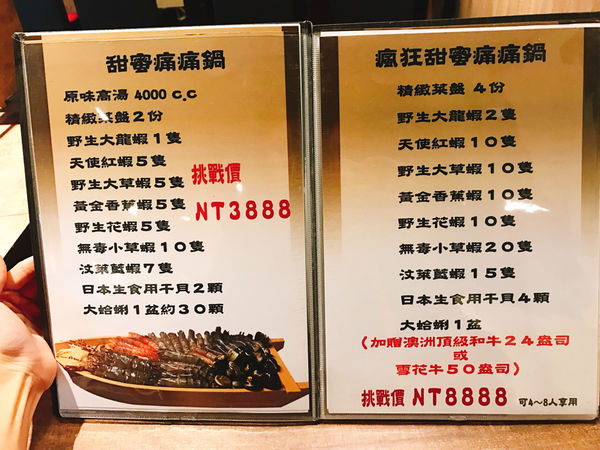 甜蜜痛痛鍋
原味高湯 4000 c.c
精緻菜盤2份
野生大龍蝦1隻
天使紅蝦5隻
野生大草蝦5隻
黃金香蕉蝦5隻
野生花蝦5隻
無毒小草蝦10隻
汶萊藍蝦7隻
日本生食用干貝2顆
大蛤蜊1盆約30顆
挑戰價
NT3888
瘋狂甜蜜痛痛鍋
精緻菜盤 4份
野生大龍蝦2隻
天使紅蝦10隻
野生大草蝦10隻
黃金香蕉蝦10隻
野生花蝦10隻
無毒小草蝦20隻
汶萊藍蝦15隻
日本生食用干貝4顆
大蛤蜊1盆
(加贈澳洲頂級和牛24盎司
或
雪花牛50盎司)
挑戰價 NT8888 可4~8人享用